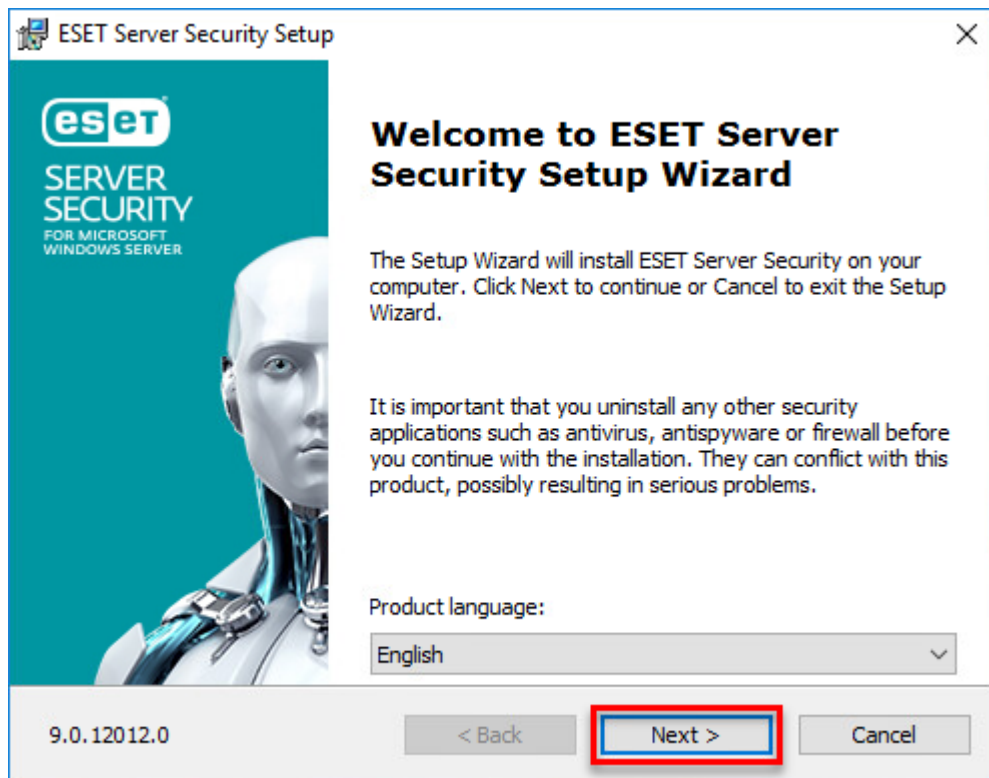 ESET Server Security Setup
eset
SERVER
SECURITY
FOR MICROSOFT
WINDOWS SERVER
Welcome to ESET Server
Security Setup Wizard
The Setup Wizard will install ESET Server Security on your
computer. Click Next to continue or Cancel to exit the Setup
Wizard.
It is important that you uninstall any other security
applications such as antivirus, antispyware or firewall before
you continue with the installation. They can conflict with this
product, possibly resulting in serious problems.
Product language:
English
9.0.12012.0
< Back
Next >
Cancel